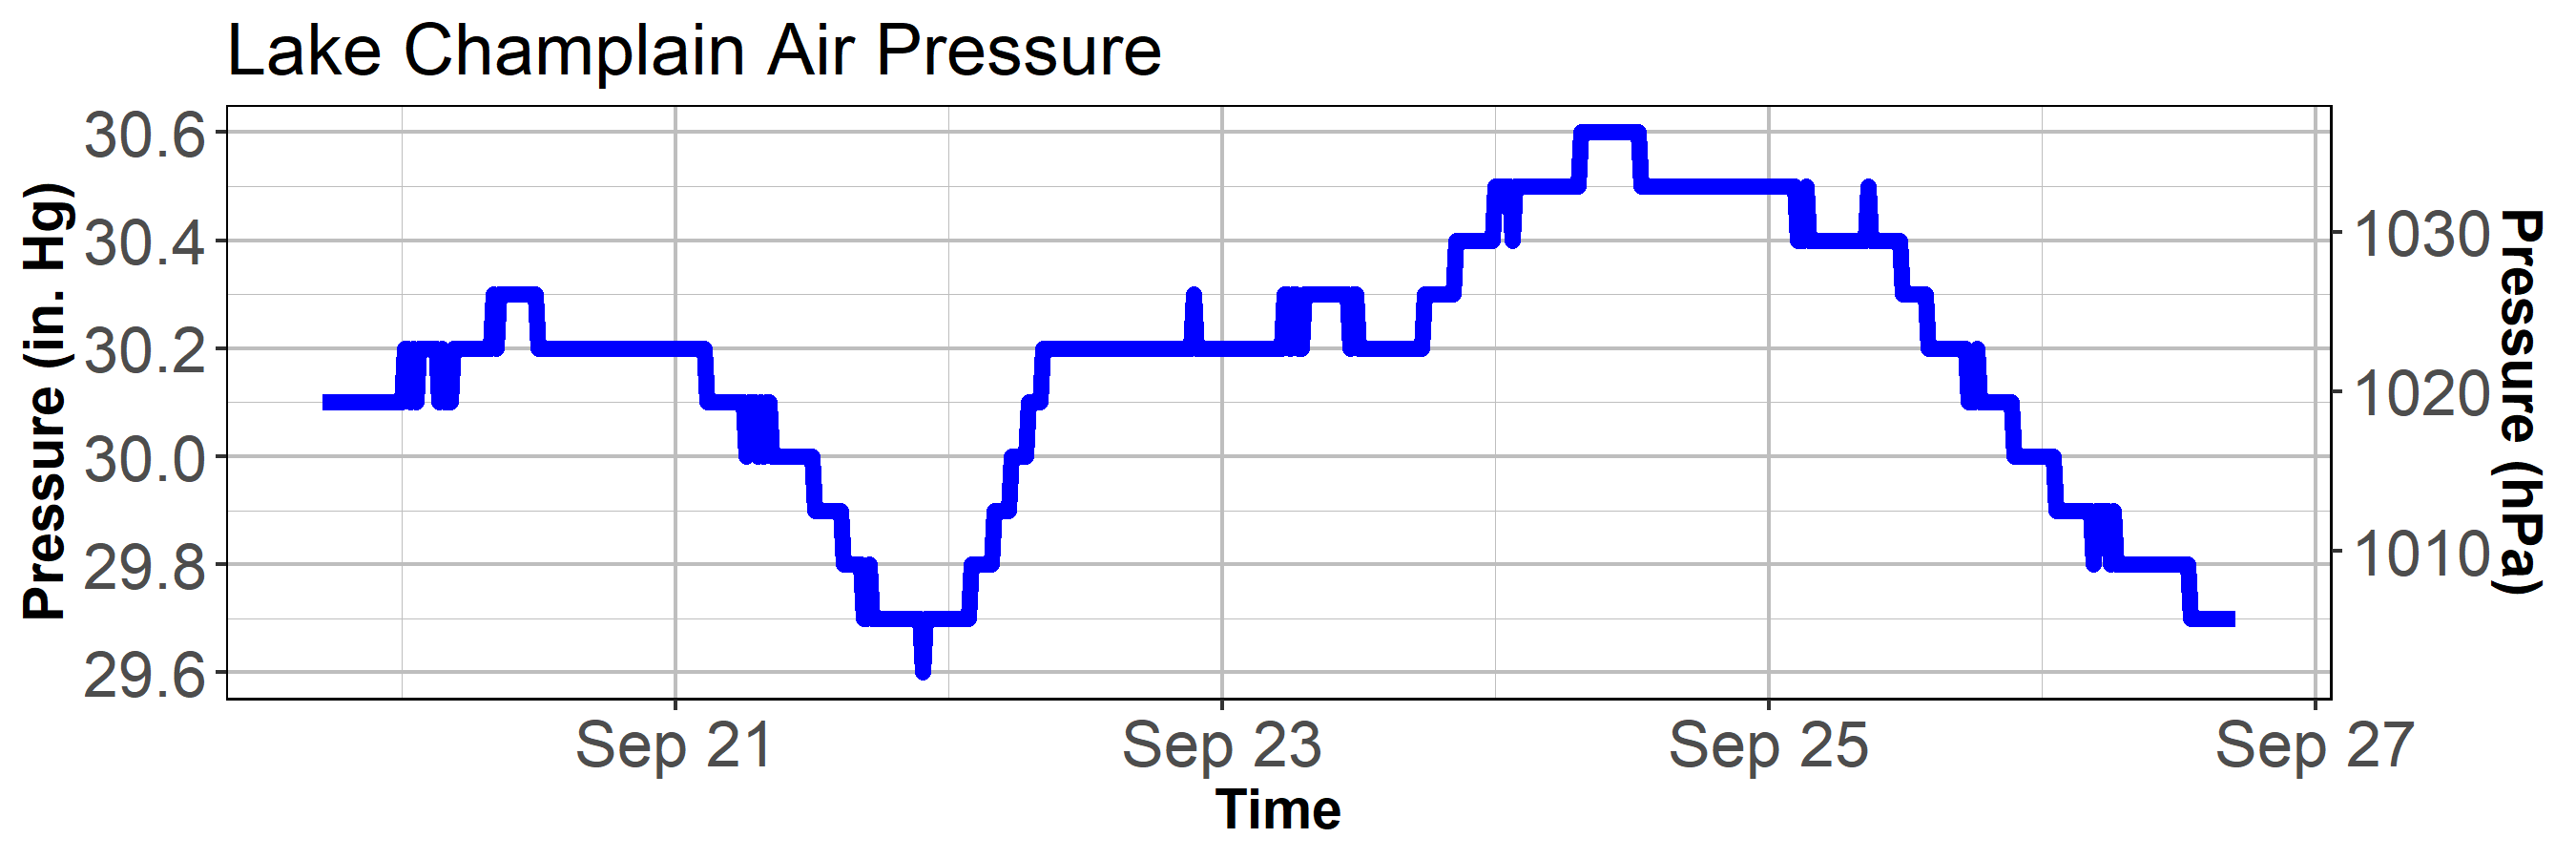 Lake Champlain Air Pressure
Pressure (in. Hg)
30.6
30.4
30.2
30.0
29.8
29.6
1030
1020
1010
Pressure (hPa)
Sep 21 Sep 23 Sep 25 Sep 27
Time